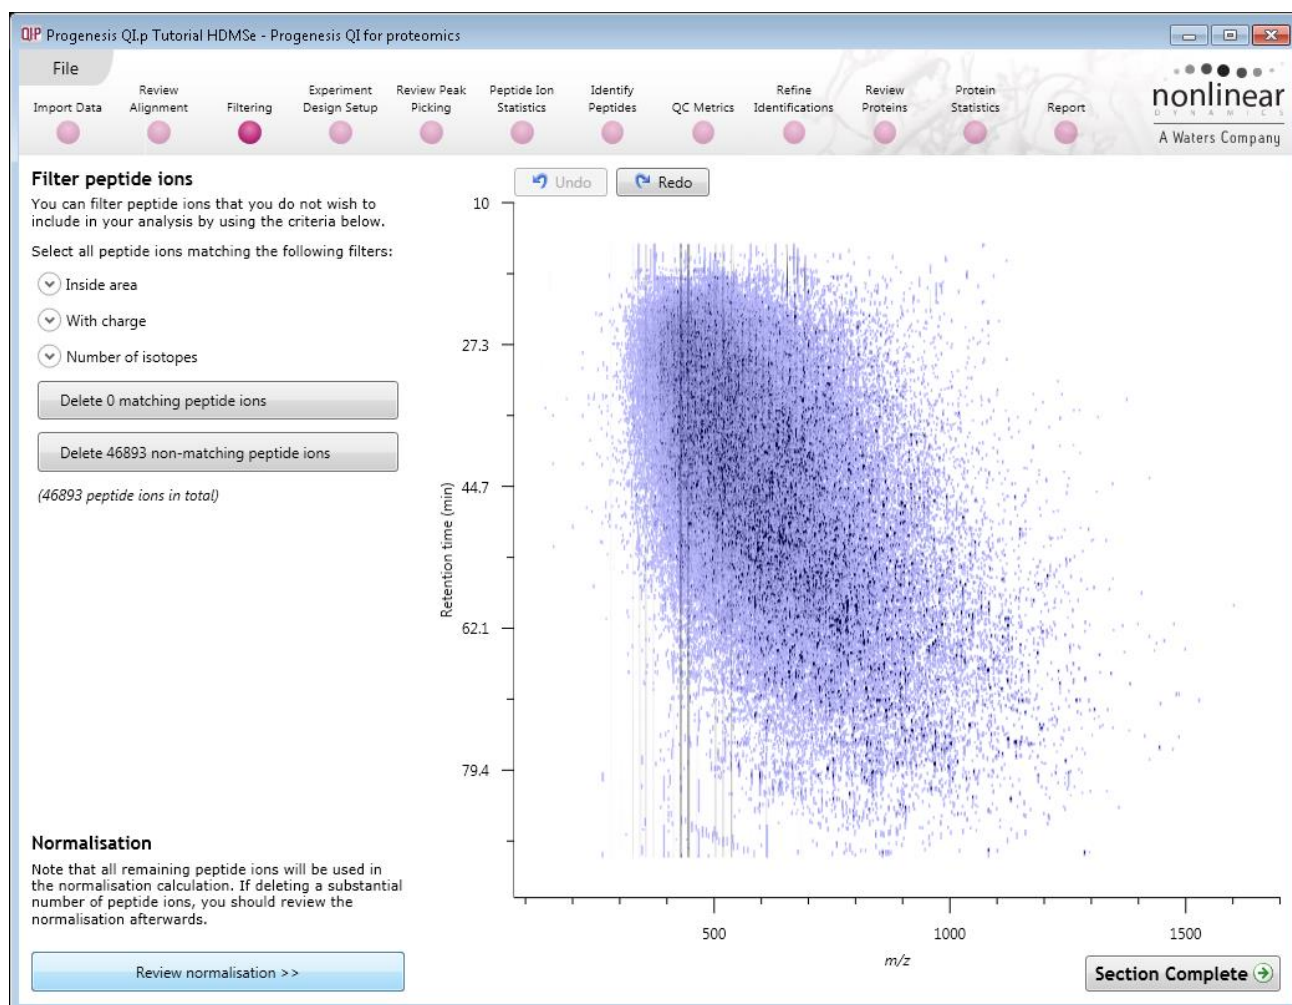 QIP Progenesis QI.p Tutorial HDMSe - Progenesis QI for proteomics
File
Import Data
Review Alignment
Filtering
Experiment Design Setup
Review Peak Picking
Peptide Ion Statistics
Identify Peptides
QC Metrics
Refine Identifications
Review Proteins
Protein Statistics
Report
nonlinear
DYNAMICS
A Waters Company
Filter peptide ions
You can filter peptide ions that you do not wish to
include in your analysis by using the criteria below.
Select all peptide ions matching the following filters:
Inside area
With charge
Number of isotopes
Delete 0 matching peptide ions
Delete 46893 non-matching peptide ions
(46893 peptide ions in total)
Normalisation
Note that all remaining peptide ions will be used in
the normalisation calculation. If deleting a substantial
number of peptide ions, you should review the
normalisation afterwards.
Review normalisation >>
Undo
Redo
10
27.3
44.7
62.1
79.4
Retention time (min)
500
1000
1500
m/z
Section Complete